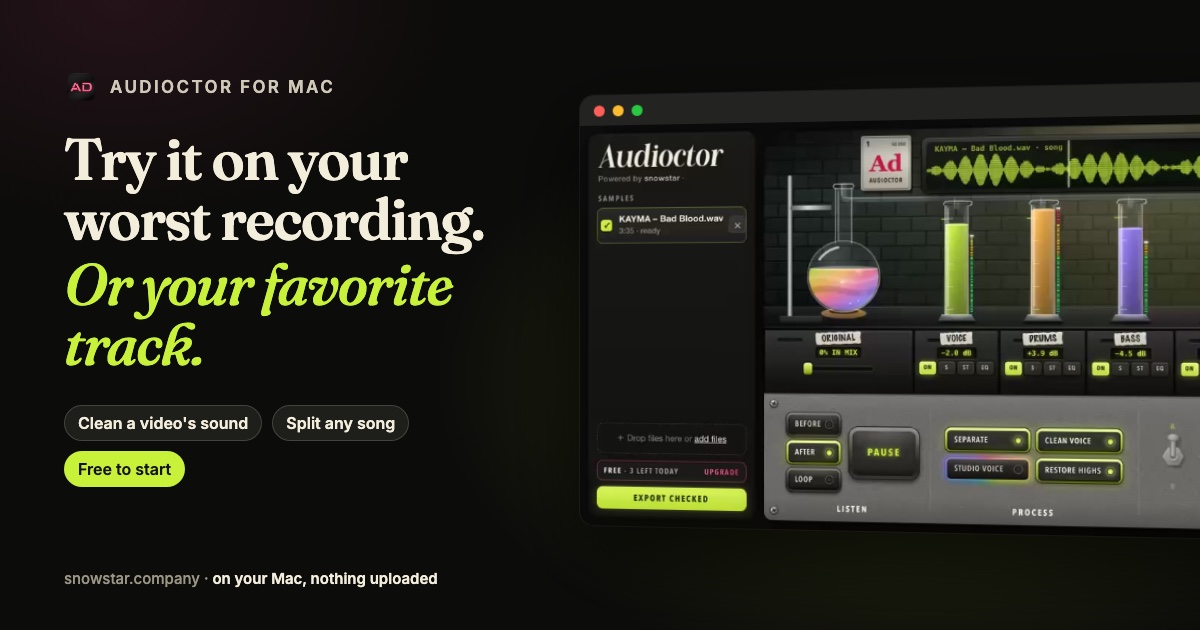 AD AUDIOCTOR FOR MAC
Try it on your
worst recording.
Or your favorite
track.
Clean a video's sound
Split any song
Free to start
snowstar.company · on your Mac, nothing uploaded
Audioctor
Powered by snowstar
SAMPLES
KAYMA – Bad Blood.wav
3:35 · ready
+ Drop files here or add files
FREE · 3 LEFT TODAY UPGRADE
EXPORT CHECKED
1
Ad
AUDIOCTOR
KAYMA – Bad Blood.wav · song
ORIGINAL
0% IN MIX
VOICE
-2.0 dB
ON S ST EQ
DRUMS
+3.9 dB
ON S ST EQ
BASS
-4.5 dB
ON S ST EQ
ON
BEFORE
AFTER
LOOP
PAUSE
LISTEN
SEPARATE
CLEAN VOICE
STUDIO VOICE
RESTORE HIGHS
PROCESS